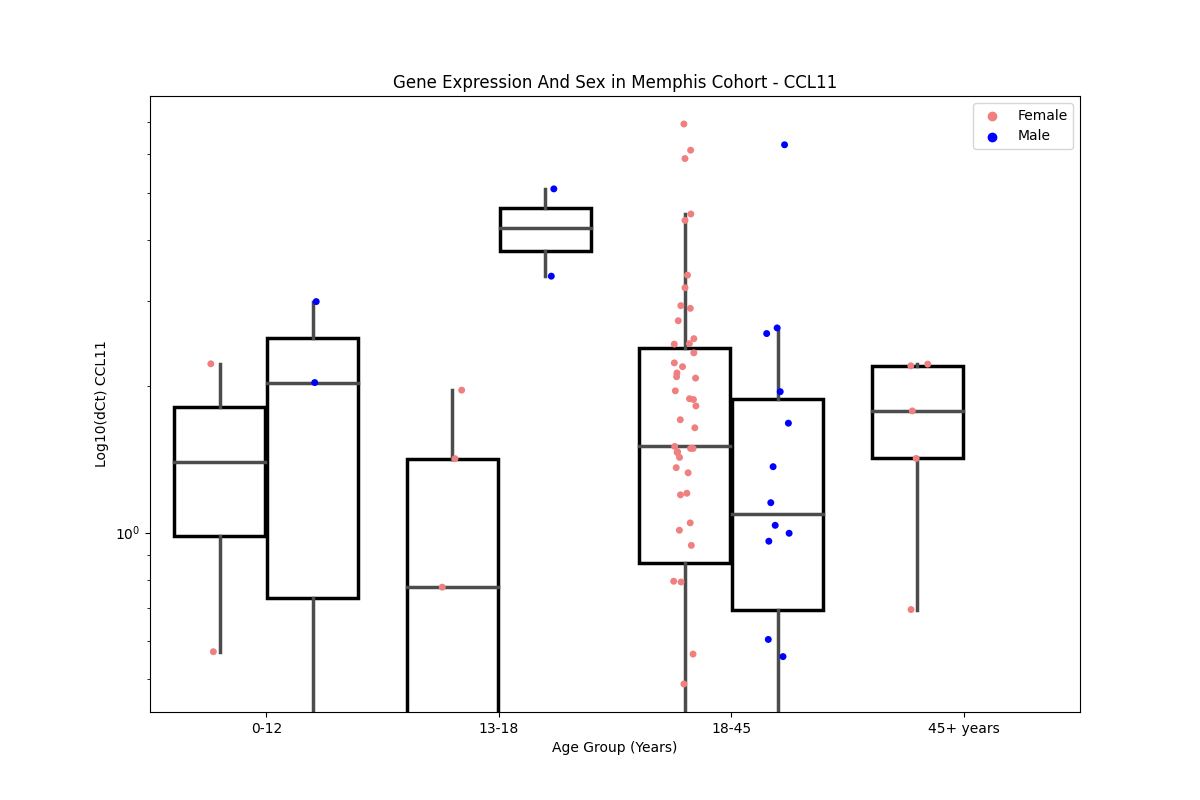 Gene Expression And Sex in Memphis Cohort - CCL11
Female
Male
Log10(dCt) CCL11
10⁰
0-12
13-18
18-45
45+ years
Age Group (Years)